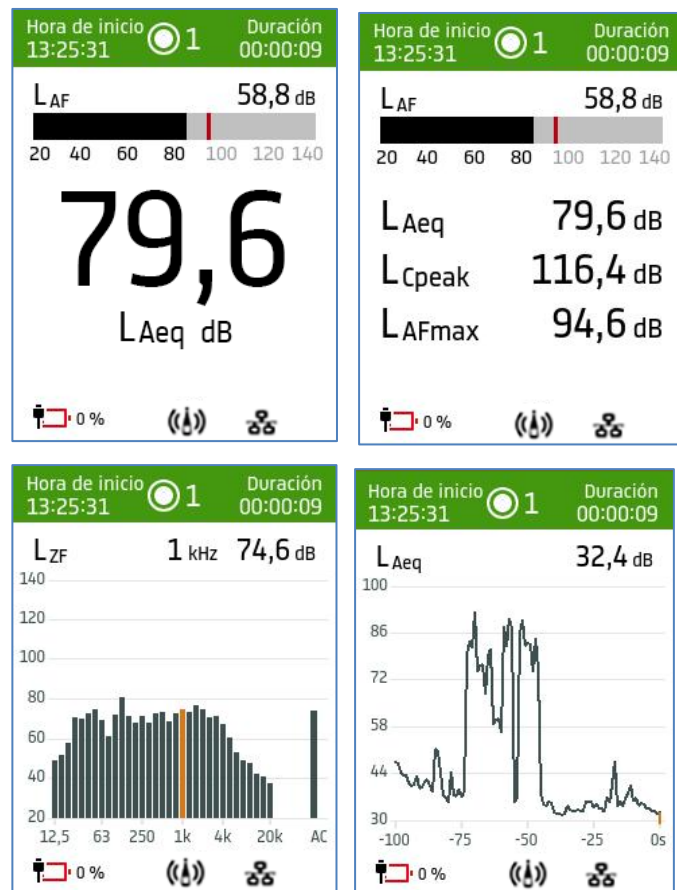 Hora de inicio 1 Duración
13:25:31 00:00:09
LAF 58,8 dB
20 40 60 80 100 120 140
79,6
LAeq dB
0 %
Hora de inicio 1 Duración
13:25:31 00:00:09
LAF 58,8 dB
20 40 60 80 100 120 140
LAeq 79,6 dB
LCpeak 116,4 dB
LAFmax 94,6 dB
0 %
Hora de inicio 1 Duración
13:25:31 00:00:09
LZF 1 kHz 74,6 dB
140
120
100
80
60
40
20
12,5 63 250 1k 4k 20k AC
0 %
Hora de inicio 1 Duración
13:25:31 00:00:09
LAeq 32,4 dB
100
86
72
58
44
30
-100 -75 -50 -25 0s
0 %